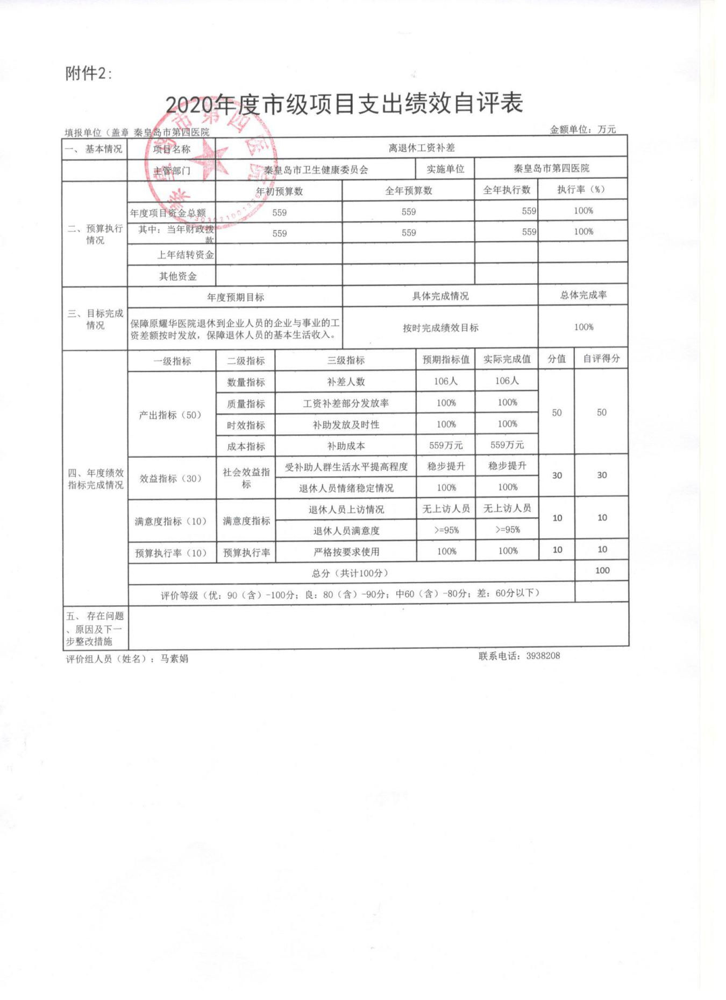 附件2：
2020年度市级项目支出绩效自评表
填报单位（盖章 秦皇岛市第四医院 金额单位：万元
一、 基本情况 项目名称 离退休工资补差
主管部门 秦皇岛市卫生健康委员会 实施单位 秦皇岛市第四医院
二、预算执行情况 年初预算数 全年预算数 全年执行数 执行率（%）
年度项目资金总额 559 559 559 100%
其中：当年财政拨款 559 559 559 100%
上年结转资金
其他资金
三、目标完成情况 年度预期目标 具体完成情况 总体完成率
保障原耀华医院退休到企业人员的企业与事业的工
资差额按时发放，保障退休人员的基本生活收入。 按时完成绩效目标 100%
四、年度绩效指标完成情况 一级指标 二级指标 三级指标 预期指标值 实际完成值 分值 自评得分
产出指标（50） 数量指标 补差人数 106人 106人 50 50
质量指标 工资补差部分发放率 100% 100%
时效指标 补助发放及时性 100% 100%
成本指标 补助成本 559万元 559万元
效益指标（30） 社会效益指标 受补助人群生活水平提高程度 稳步提升 稳步提升 30 30
退休人员情绪稳定情况 100% 100%
满意度指标（10） 满意度指标 退休人员上访情况 无上访人员 无上访人员 10 10
退休人员满意度 >=95% >=95%
预算执行率（10） 预算执行率 严格按要求使用 100% 100% 10 10
总分（共计100分） 100
评价等级（优：90（含）-100分；良：80（含）-90分；中60（含）-80分；差：60分以下）
五、 存在问题
、原因及下一
步整改措施
评价组人员（姓名）：马素娟 联系电话：3938208
秦皇岛市第四医院